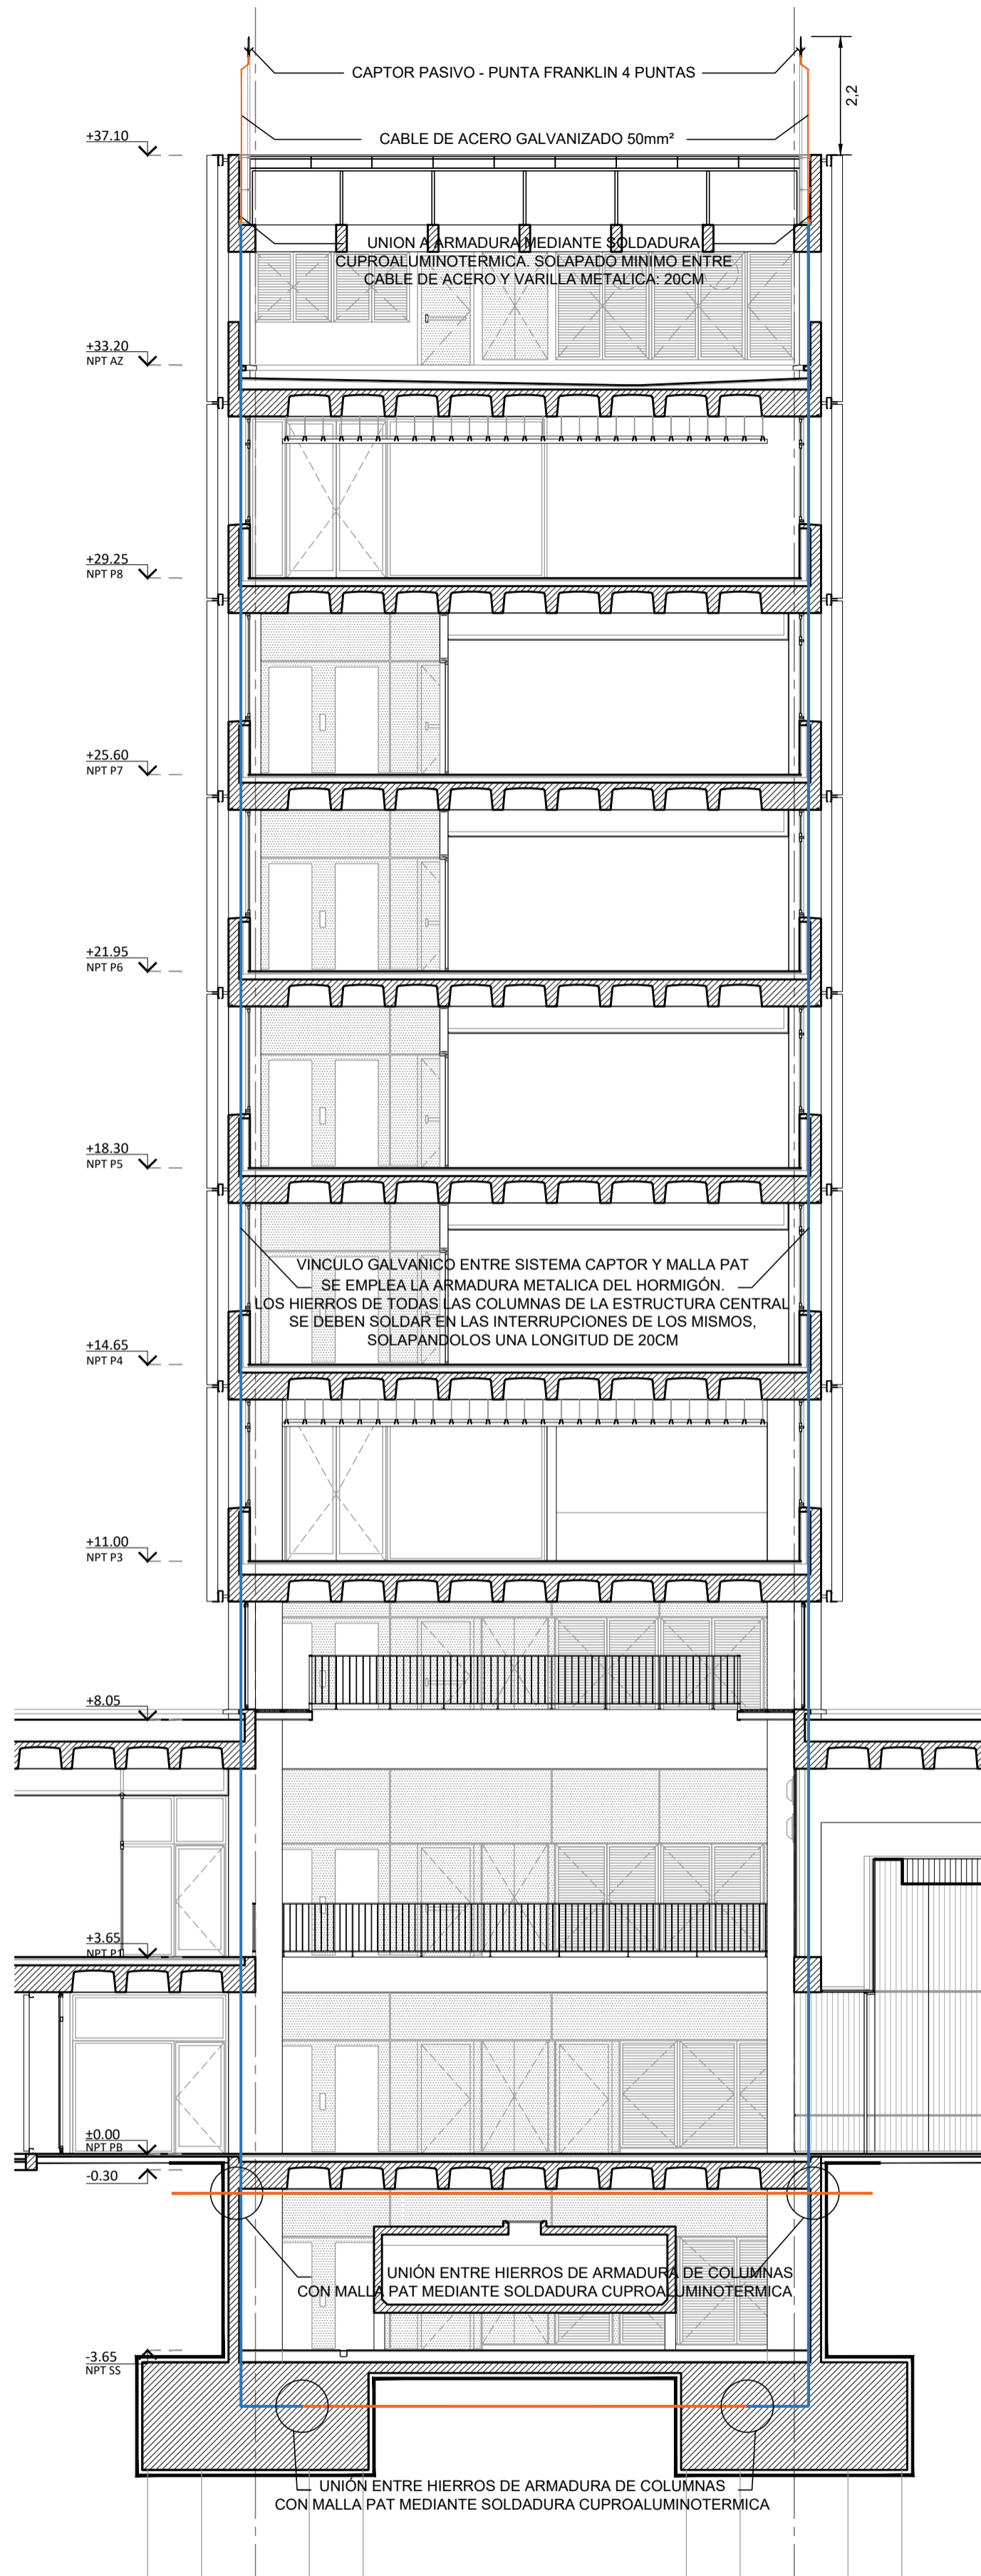 CAPTOR PASIVO - PUNTA FRANKLIN 4 PUNTAS
2,2
CABLE DE ACERO GALVANIZADO 50mm²
+37.10
UNION A ARMADURA MEDIANTE SOLDADURA
CUPROALUMINOTERMICA. SOLAPADO MINIMO ENTRE
CABLE DE ACERO Y VARILLA METALICA: 20CM
+33.20
NPT AZ
+29.25
NPT P8
+25.60
NPT P7
+21.95
NPT P6
+18.30
NPT P5
VINCULO GALVANICO ENTRE SISTEMA CAPTOR Y MALLA PAT
SE EMPLEA LA ARMADURA METALICA DEL HORMIGÓN.
LOS HIERROS DE TODAS LAS COLUMNAS DE LA ESTRUCTURA CENTRAL
SE DEBEN SOLDAR EN LAS INTERRUPCIONES DE LOS MISMOS,
SOLAPANDOLOS UNA LONGITUD DE 20CM
+14.65
NPT P4
+11.00
NPT P3
+8.05
+3.65
NPT P1
±0.00
NPT PB
-0.30
UNIÓN ENTRE HIERROS DE ARMADURA DE COLUMNAS
CON MALLA PAT MEDIANTE SOLDADURA CUPROALUMINOTERMICA
-3.65
NPT SS
UNIÓN ENTRE HIERROS DE ARMADURA DE COLUMNAS
CON MALLA PAT MEDIANTE SOLDADURA CUPROALUMINOTERMICA